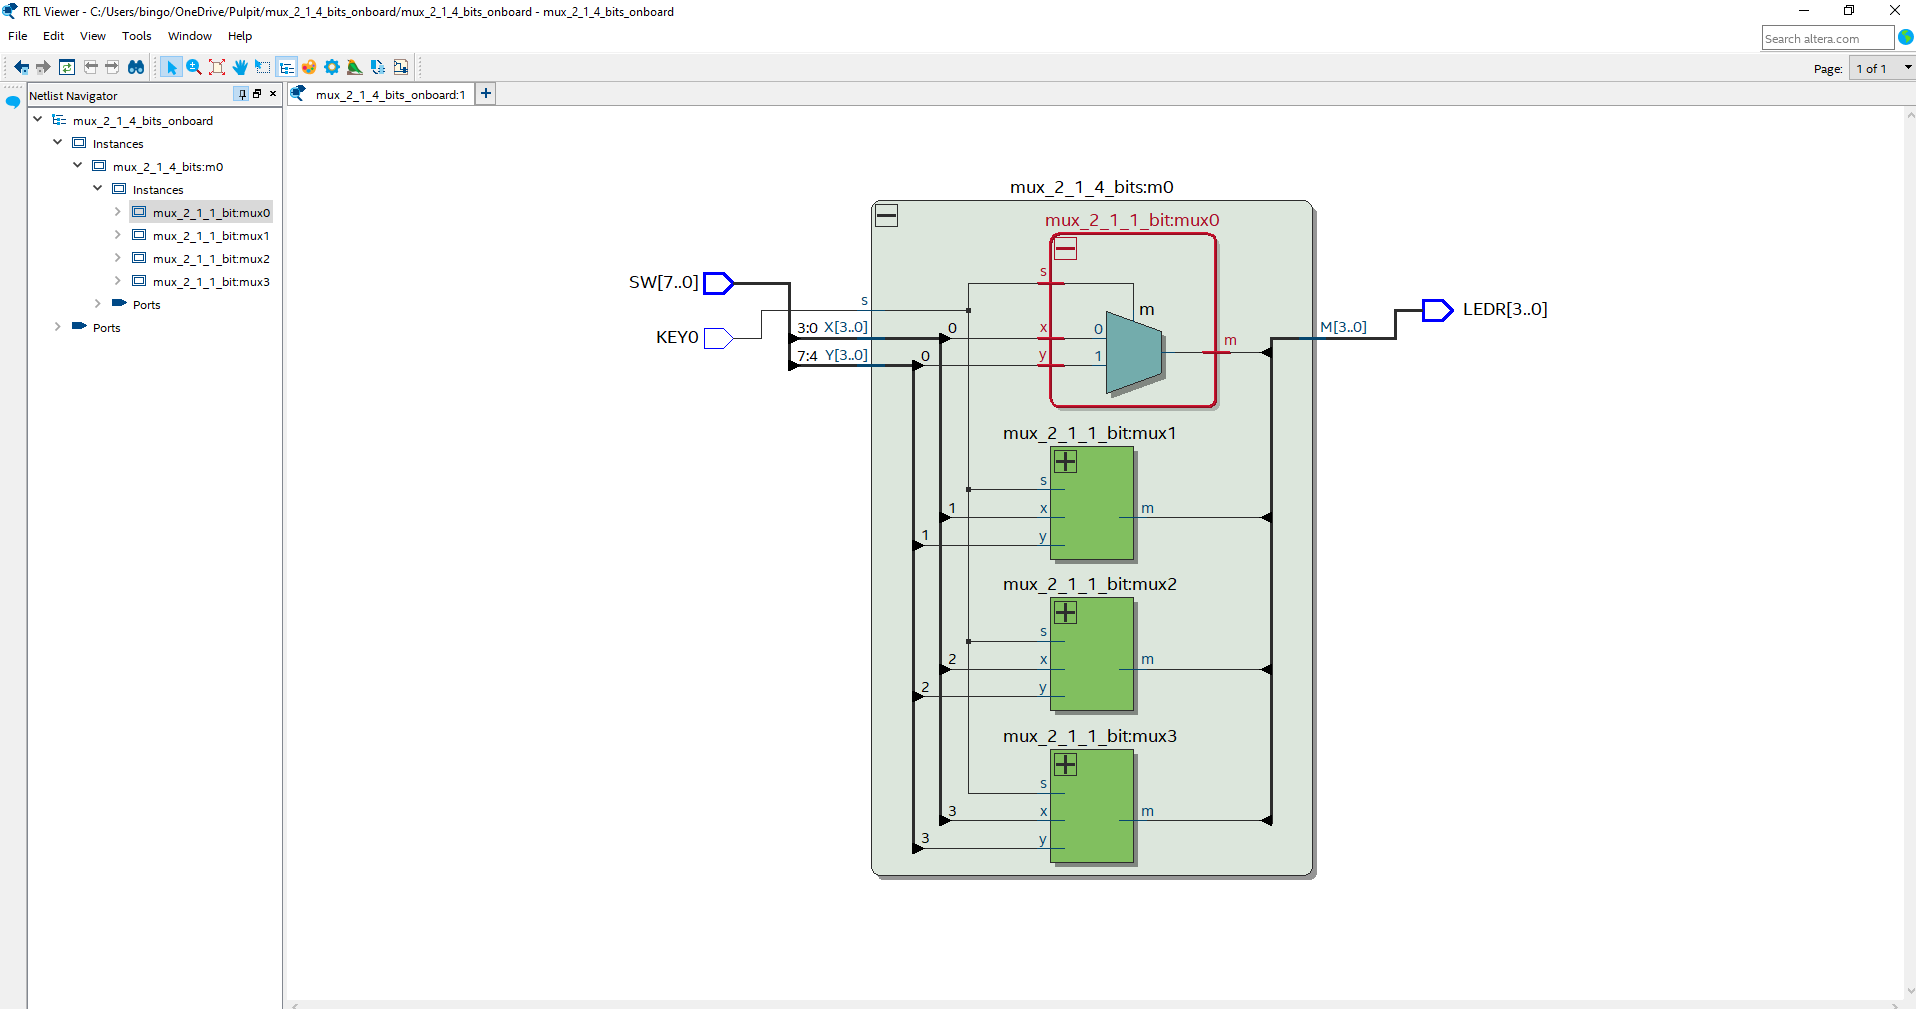 RTL Viewer - C:/Users/bingo/OneDrive/Pulpit/mux_2_1_4_bits_onboard/mux_2_1_4_bits_onboard - mux_2_1_4_bits_onboard
File Edit View Tools Window Help
Search altera.com
Page: 1 of 1
Netlist Navigator
mux_2_1_4_bits_onboard:1
mux_2_1_4_bits_onboard
Instances
mux_2_1_4_bits:m0
Instances
mux_2_1_1_bit:mux0
mux_2_1_1_bit:mux1
mux_2_1_1_bit:mux2
mux_2_1_1_bit:mux3
Ports
Ports
mux_2_1_4_bits:m0
mux_2_1_1_bit:mux0
s
SW[7..0]
s
m
LEDR[3..0]
3:0 X[3..0] 0 x 0
M[3..0]
KEY0
m
7:4 Y[3..0] 0 y 1
mux_2_1_1_bit:mux1
s
1 x m
1 y
mux_2_1_1_bit:mux2
s
2 x m
2 y
mux_2_1_1_bit:mux3
s
3 x m
3 y